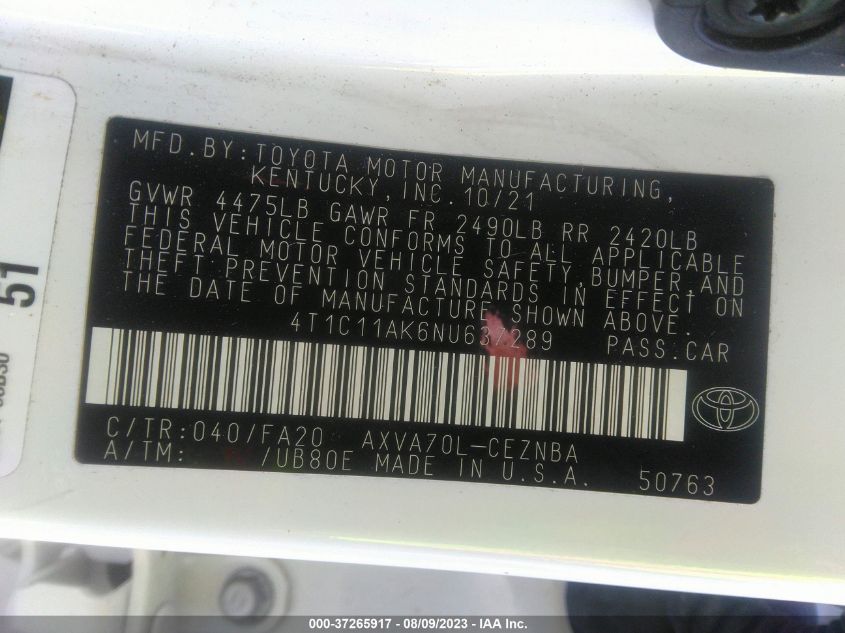 MFD.BY:TOYOTA MOTOR MANUFACTURING,
KENTUCKY,INC.10/21
GVWR 4475LB GAWR FR 2490LB RR 2420LB
THIS VEHICLE CONFORMS TO ALL APPLICABLE
FEDERAL MOTOR VEHICLE SAFETY,BUMPER,AND
THEFT PREVENTION STANDARDS IN EFFECT ON
THE DATE OF MANUFACTURE SHOWN ABOVE.
4T1C11AK6NU637289 PASS.CAR
C/TR:040/FA20 AXVA70L-CEZNBA
A/TM: /UB80E MADE IN U.S.A. 50763
51
000-37265917 - 08/09/2023 - IAA Inc.